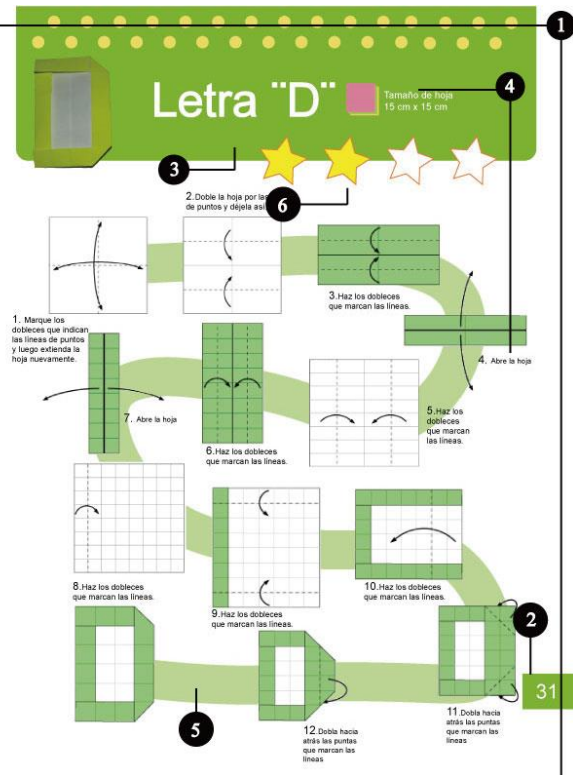 1
Letra ¨D¨
Tamaño de hoja
15 cm x 15 cm
4
3
6
2.Doble la hoja por las
de puntos y déjela así
1. Marque los
dobleces que indican
las líneas de puntos
y luego extienda la
hoja nuevamente.
3.Haz los dobleces
que marcan las líneas.
4. Abre la hoja
7. Abre la hoja
6.Haz los dobleces
que marcan las líneas.
5.Haz los
dobleces
que marcan
las líneas.
8.Haz los dobleces
que marcan las líneas.
9.Haz los dobleces
que marcan las líneas.
10.Haz los dobleces
que marcan las líneas.
2
31
5
12.Dobla hacia
atrás las puntas
que marcan las
líneas
11.Dobla hacia
atrás las puntas
que marcan las
líneas